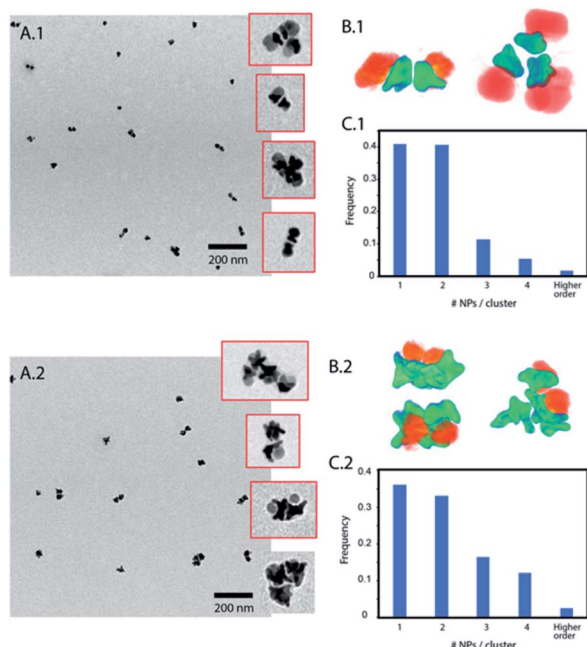 A.1
200 nm
B.1
C.1
Frequency
0.4
0.3
0.2
0.1
0
1 2 3 4 Higher
order
# NPs / cluster
A.2
200 nm
B.2
C.2
Frequency
0.4
0.3
0.2
0.1
0
1 2 3 4 Higher
order
# NPs / cluster